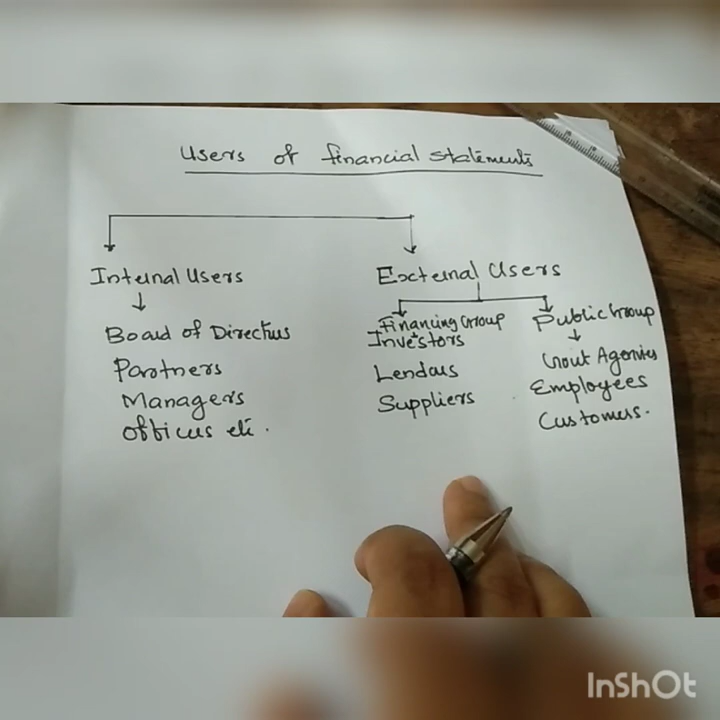 Users of financial statements
Internal Users
Board of Directors
Partners
Managers
Officers etc.
External Users
Financing Group
Investors
Lendors
Suppliers
Public Group
Govt Agencies
Employees
Customers.
InShOt